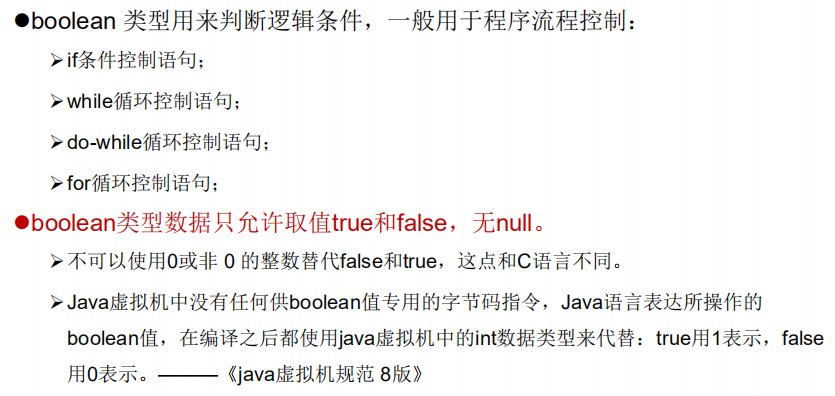 ●boolean 类型用来判断逻辑条件，一般用于程序流程控制：
➢if条件控制语句；
➢while循环控制语句；
➢do-while循环控制语句；
➢for循环控制语句；
●boolean类型数据只允许取值true和false，无null。
➢不可以使用0或非 0 的整数替代false和true，这点和C语言不同。
➢Java虚拟机中没有任何供boolean值专用的字节码指令，Java语言表达所操作的
boolean值，在编译之后都使用java虚拟机中的int数据类型来代替：true用1表示，false
用0表示。———《java虚拟机规范 8版》